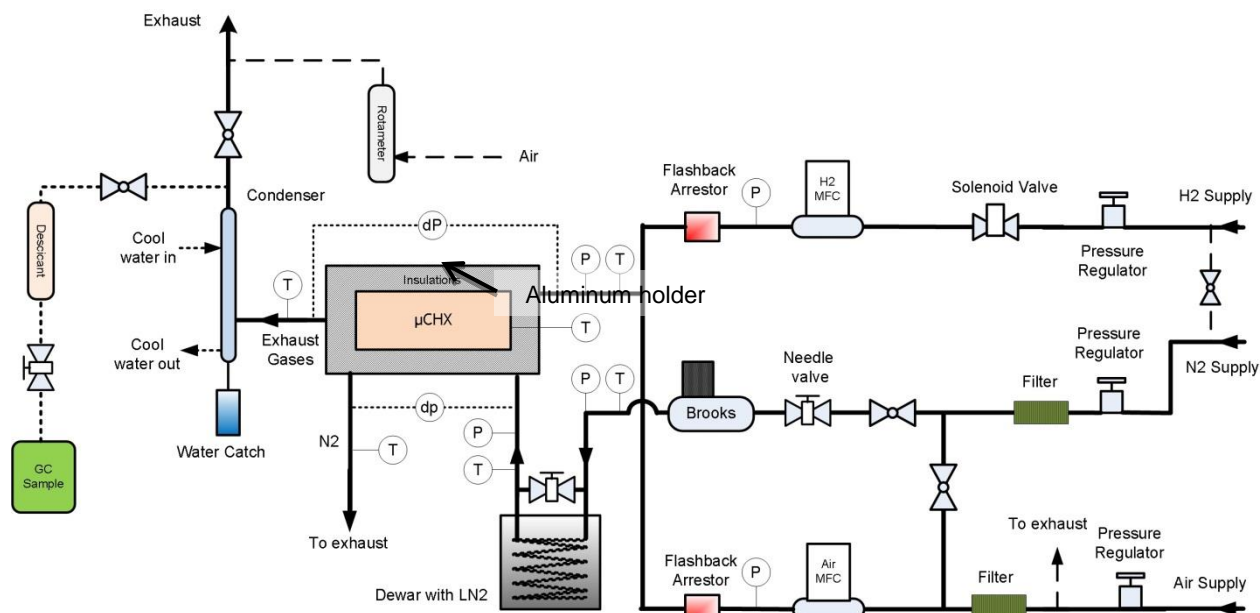 Exhaust
Rotameter
Air
Condenser
Descicant
Cool
water in
Cool
water out
GC
Sample
Water Catch
T
Exhaust
Gases
dP
Insulations
µCHX
Aluminum holder
P
T
T
P
T
dp
N2
T
P
T
To exhaust
Dewar with LN2
Flashback
Arrestor
P
H2
MFC
Solenoid Valve
Pressure
Regulator
H2 Supply
Brooks
Needle
valve
Filter
Pressure
Regulator
N2 Supply
Flashback
Arrestor
P
Air
MFC
Filter
To exhaust
Pressure
Regulator
Air Supply